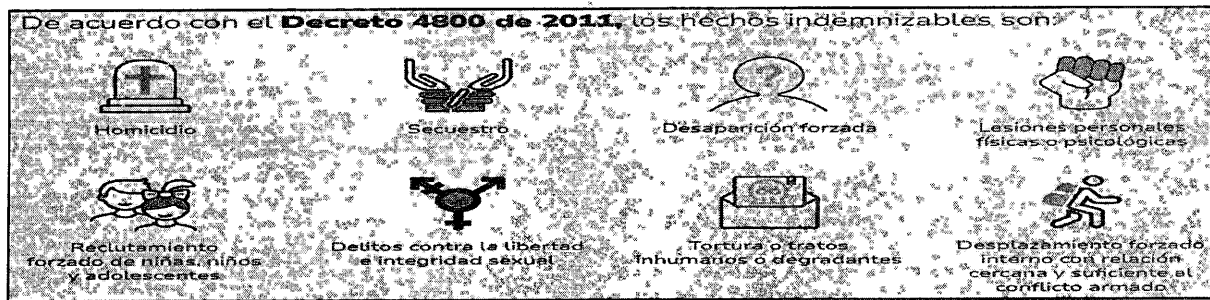 De acuerdo con el Decreto 4800 de 2011, los hechos indemnizables son:
Homicidio
Secuestro
Desaparición forzada
Lesiones personales
físicas o psicológicas
Reclutamiento
forzado de niñas, niños
y adolescentes
Delitos contra la libertad
e integridad sexual
Tortura o tratos
inhumanos o degradantes
Desplazamiento forzado
interno con relación
cercana y suficiente al
conflicto armado